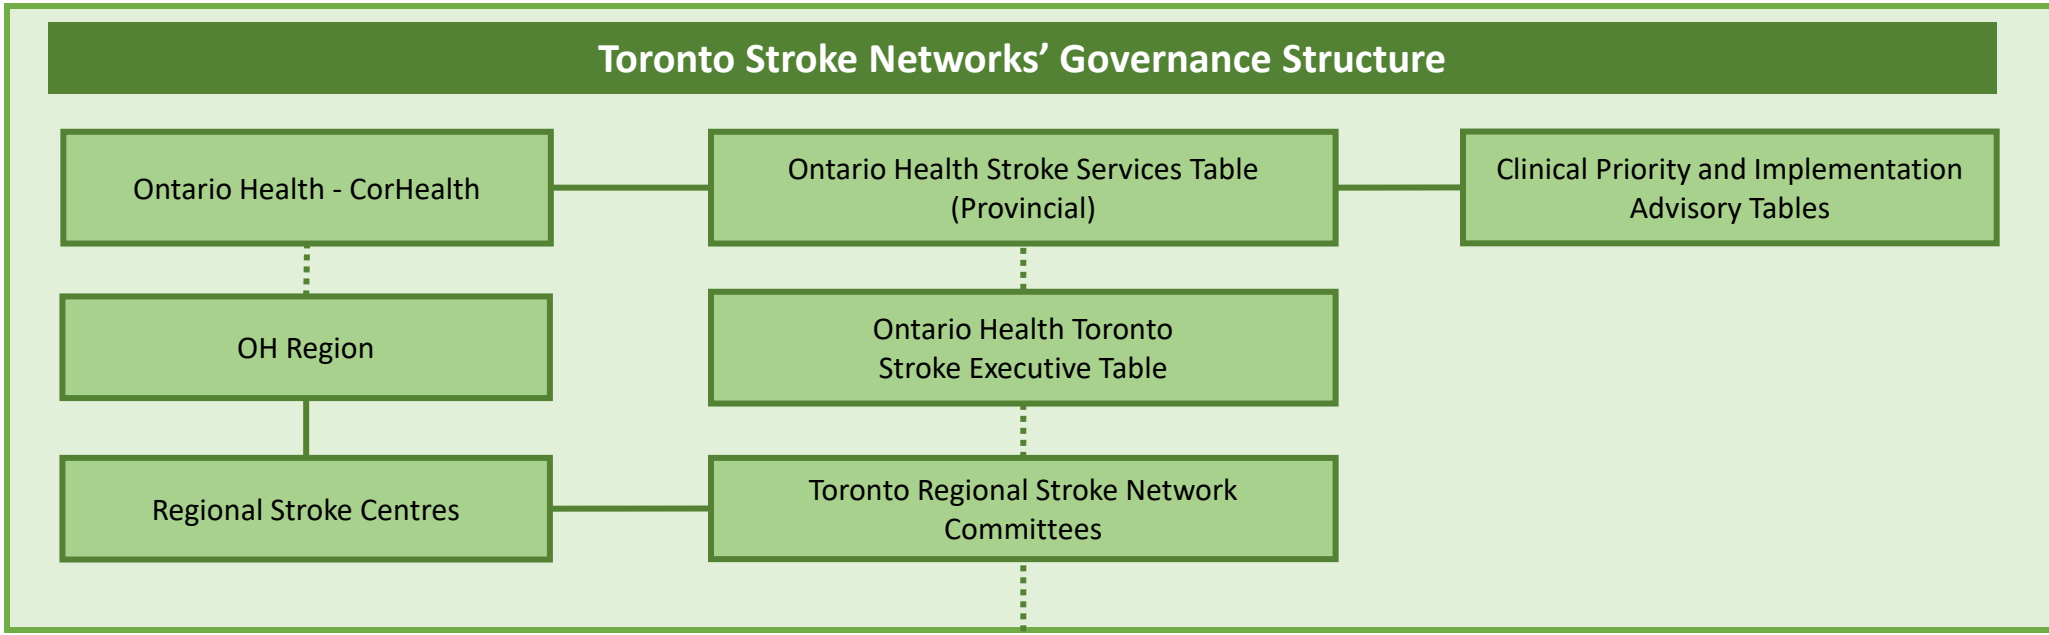 Toronto Stroke Networks’ Governance Structure
Ontario Health - CorHealth
Ontario Health Stroke Services Table
(Provincial)
Clinical Priority and Implementation
Advisory Tables
OH Region
Ontario Health Toronto
Stroke Executive Table
Regional Stroke Centres
Toronto Regional Stroke Network
Committees